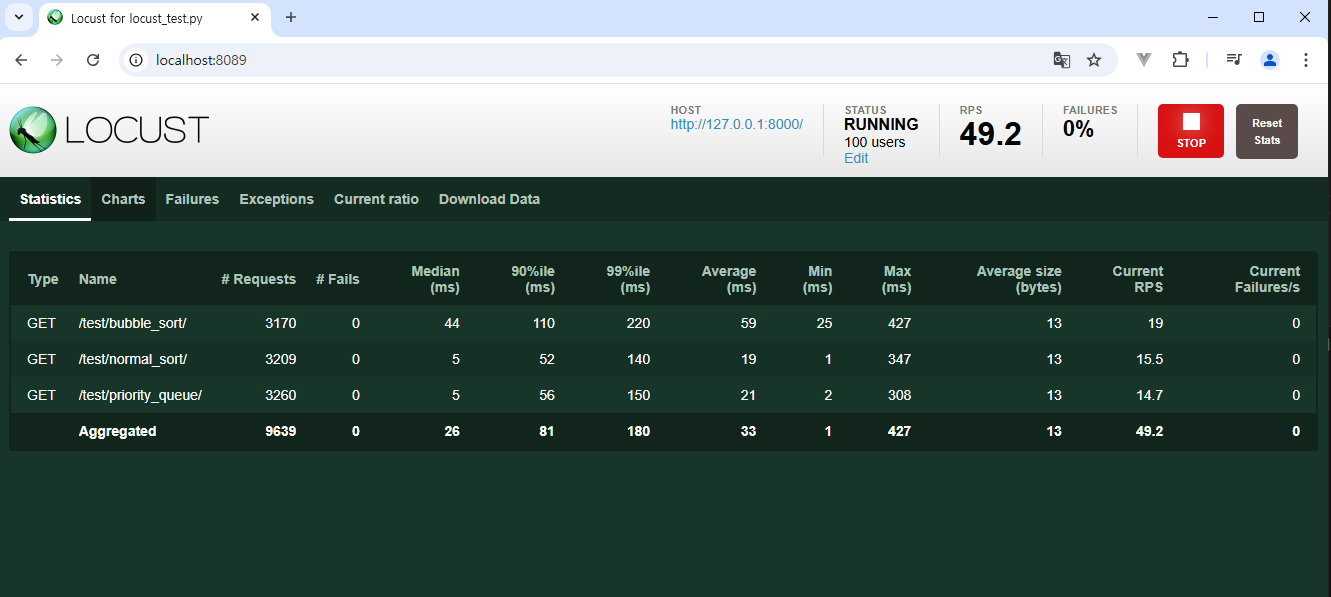 Locust for locust_test.py
localhost:8089
LOCUST
HOST
http://127.0.0.1:8000/
STATUS
RUNNING
100 users
Edit
RPS
49.2
FAILURES
0%
STOP
Reset
Stats
Statistics Charts Failures Exceptions Current ratio Download Data
Type Name # Requests # Fails Median (ms) 90%ile (ms) 99%ile (ms) Average (ms) Min (ms) Max (ms) Average size (bytes) Current RPS Current Failures/s
GET /test/bubble_sort/ 3170 0 44 110 220 59 25 427 13 19 0
GET /test/normal_sort/ 3209 0 5 52 140 19 1 347 13 15.5 0
GET /test/priority_queue/ 3260 0 5 56 150 21 2 308 13 14.7 0
Aggregated 9639 0 26 81 180 33 1 427 13 49.2 0